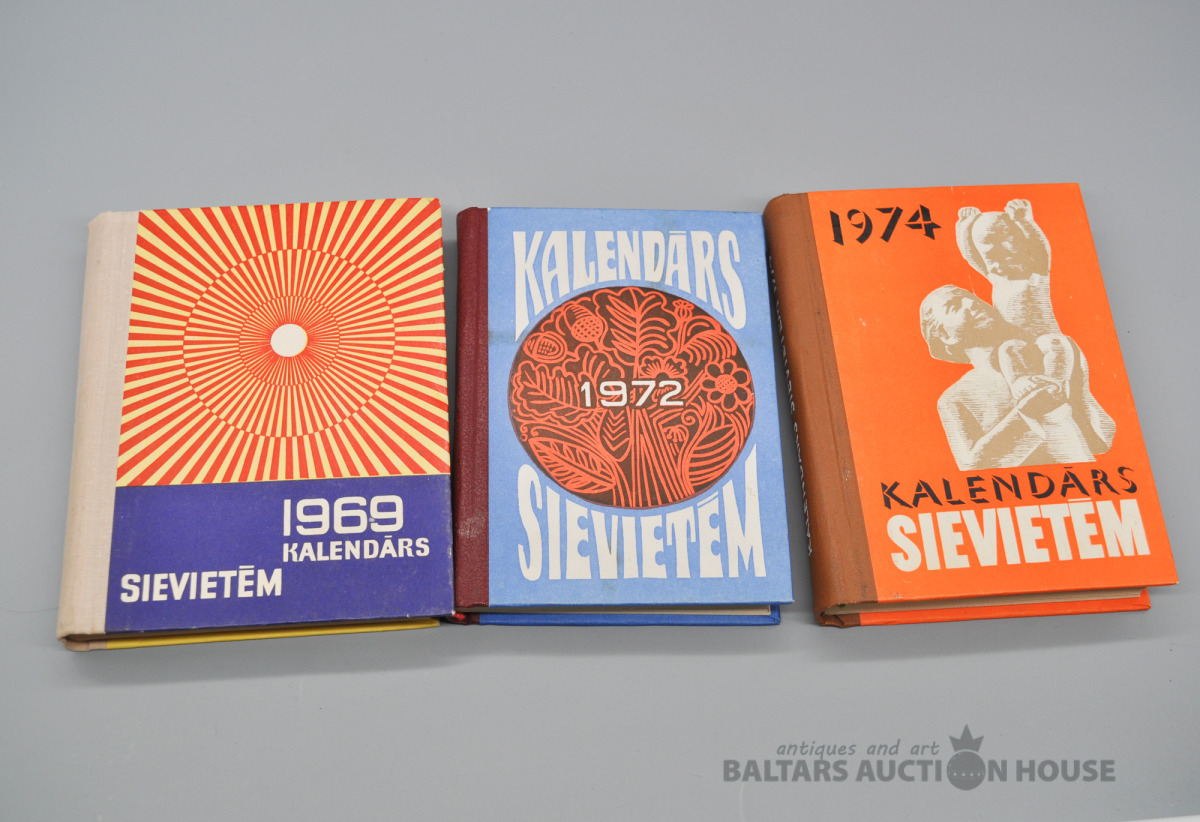 1969
KALENDĀRS
SIEVIETĒM
KALENDĀRS
1972
SIEVIETĒM
1974
KALENDĀRS
SIEVIETĒM
antiques and art
BALTARS AUCTION HOUSE